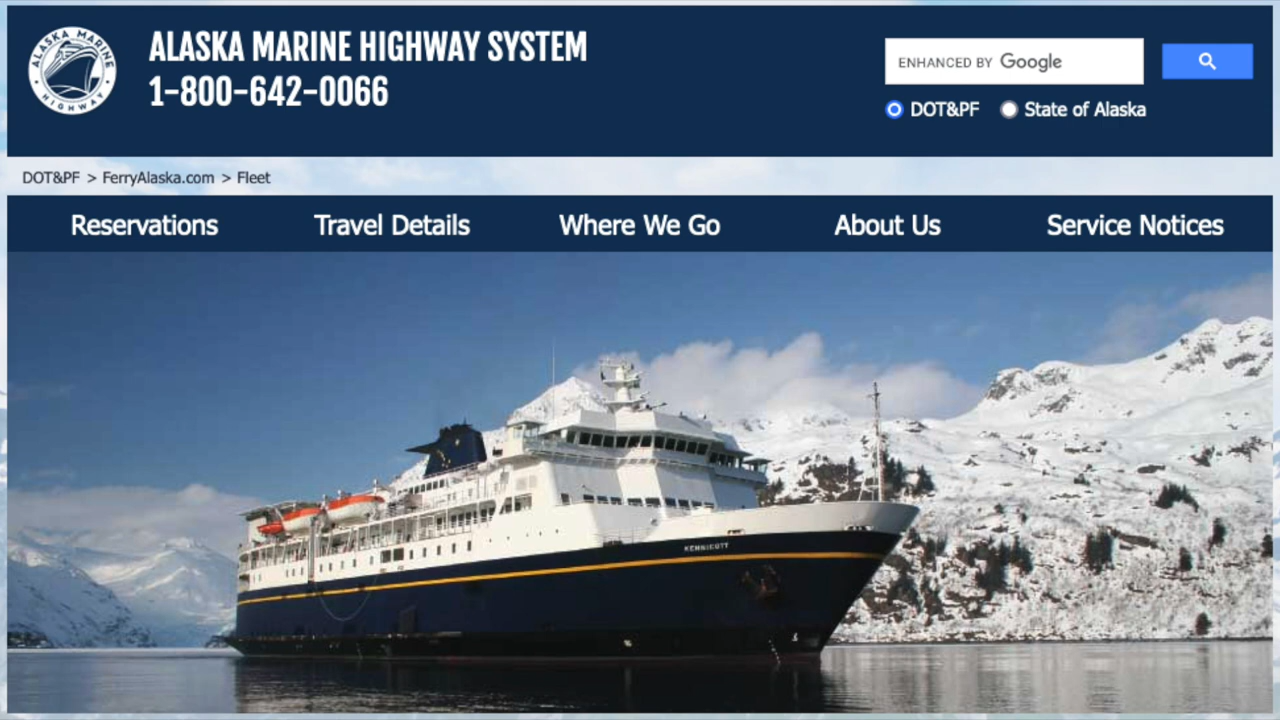 ALASKA MARINE
HIGHWAY
ALASKA MARINE HIGHWAY SYSTEM
1-800-642-0066
ENHANCED BY Google
DOT&PF State of Alaska
DOT&PF > FerryAlaska.com > Fleet
Reservations Travel Details Where We Go About Us Service Notices
KENNICOTT